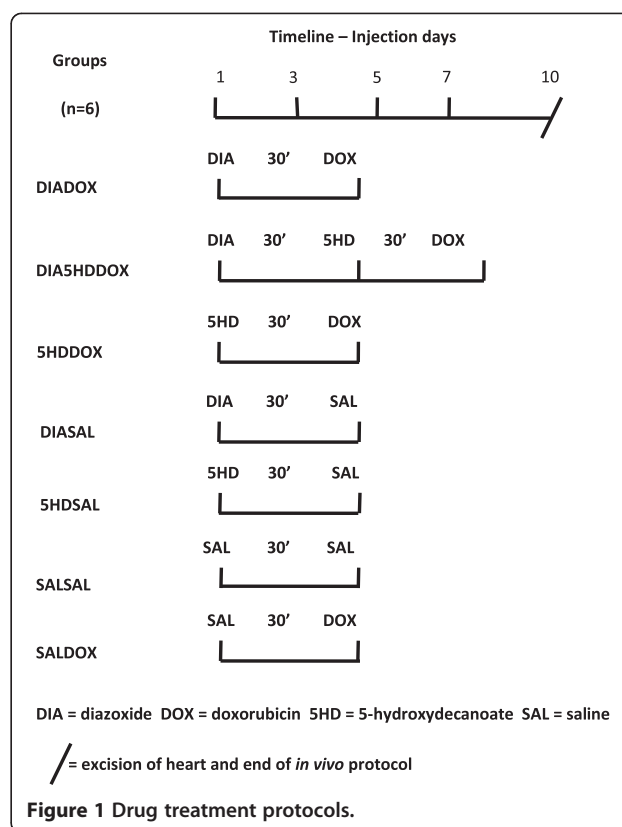 Timeline – Injection days
Groups
1 3 5 7 10
(n=6)
DIA 30’ DOX
DIADOX
DIA 30’ 5HD 30’ DOX
DIA5HDDOX
5HD 30’ DOX
5HDDOX
DIA 30’ SAL
DIASAL
5HD 30’ SAL
5HDSAL
SAL 30’ SAL
SALSAL
SAL 30’ DOX
SALDOX
DIA = diazoxide DOX = doxorubicin 5HD = 5-hydroxydecanoate SAL = saline
= excision of heart and end of in vivo protocol
Figure 1 Drug treatment protocols.